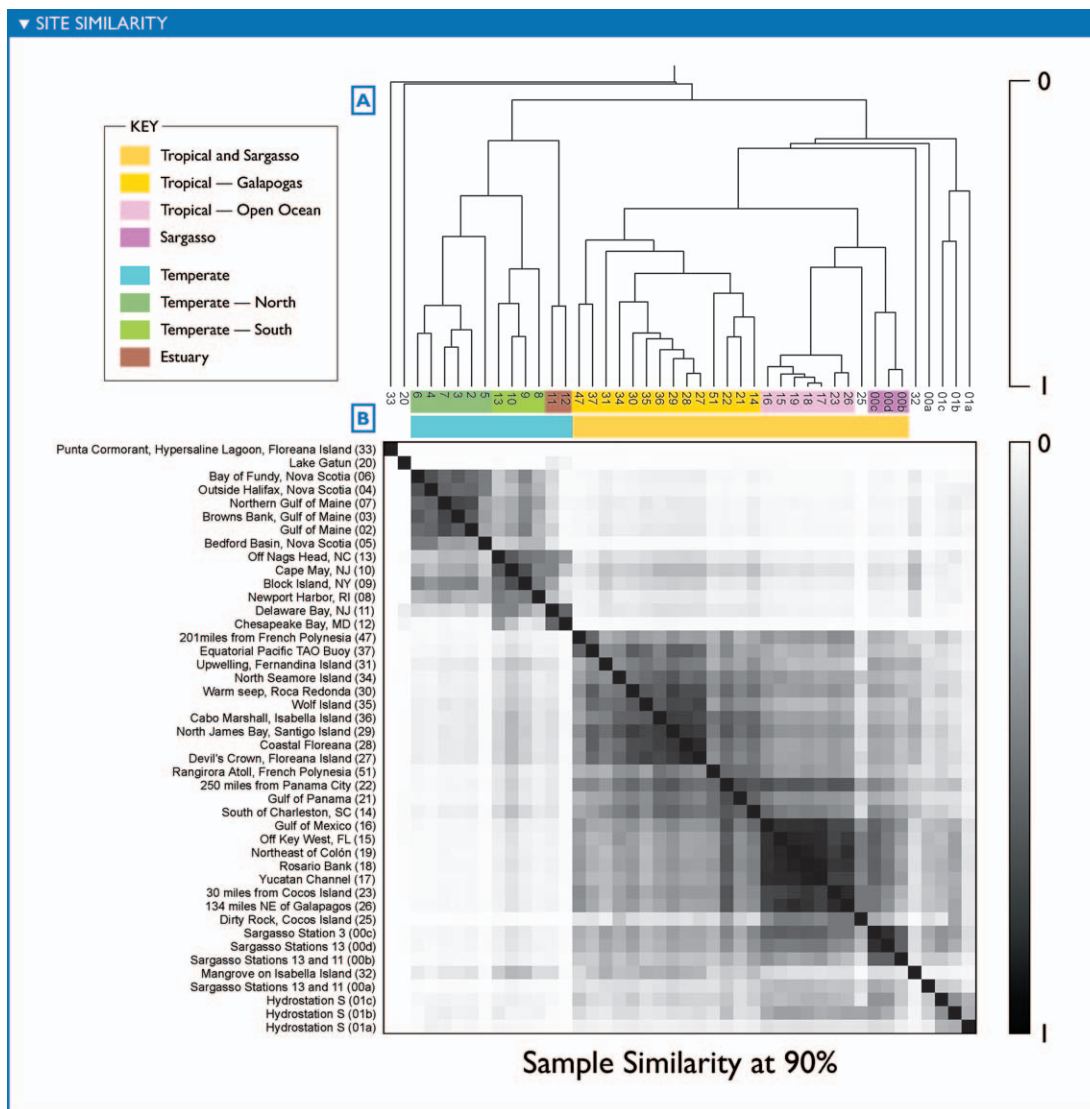 ▼ SITE SIMILARITY
A
0
KEY
Tropical and Sargasso
Tropical — Galapogas
Tropical — Open Ocean
Sargasso
Temperate
Temperate — North
Temperate — South
Estuary
1
33 20 6 4 7 3 2 5 13 10 9 8 11 12 47 37 31 34 30 35 36 29 28 27 51 22 21 14 16 15 19 18 17 23 26 25 00c 00d 00b 32 00a 01c 01b 01a
B
0
Punta Cormorant, Hypersaline Lagoon, Floreana Island (33)
Lake Gatun (20)
Bay of Fundy, Nova Scotia (06)
Outside Halifax, Nova Scotia (04)
Northern Gulf of Maine (07)
Browns Bank, Gulf of Maine (03)
Gulf of Maine (02)
Bedford Basin, Nova Scotia (05)
Off Nags Head, NC (13)
Cape May, NJ (10)
Block Island, NY (09)
Newport Harbor, RI (08)
Delaware Bay, NJ (11)
Chesapeake Bay, MD (12)
201miles from French Polynesia (47)
Equatorial Pacific TAO Buoy (37)
Upwelling, Fernandina Island (31)
North Seamore Island (34)
Warm seep, Roca Redonda (30)
Wolf Island (35)
Cabo Marshall, Isabella Island (36)
North James Bay, Santigo Island (29)
Coastal Floreana (28)
Devil's Crown, Floreana Island (27)
Rangirora Atoll, French Polynesia (51)
250 miles from Panama City (22)
Gulf of Panama (21)
South of Charleston, SC (14)
Gulf of Mexico (16)
Off Key West, FL (15)
Northeast of Colón (19)
Rosario Bank (18)
Yucatan Channel (17)
30 miles from Cocos Island (23)
134 miles NE of Galapagos (26)
Dirty Rock, Cocos Island (25)
Sargasso Station 3 (00c)
Sargasso Stations 13 (00d)
Sargasso Stations 13 and 11 (00b)
Mangrove on Isabella Island (32)
Sargasso Stations 13 and 11 (00a)
Hydrostation S (01c)
Hydrostation S (01b)
Hydrostation S (01a)
1
Sample Similarity at 90%